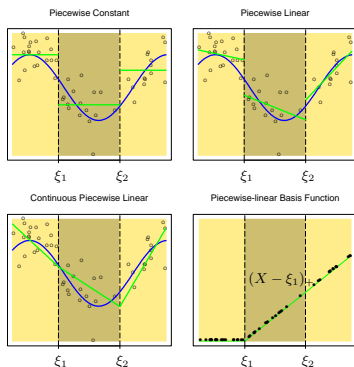 Piecewise Constant
Piecewise Linear
ξ1 ξ2
ξ1 ξ2
Continuous Piecewise Linear
Piecewise-linear Basis Function
(X − ξ1)+
ξ1 ξ2
ξ1 ξ2